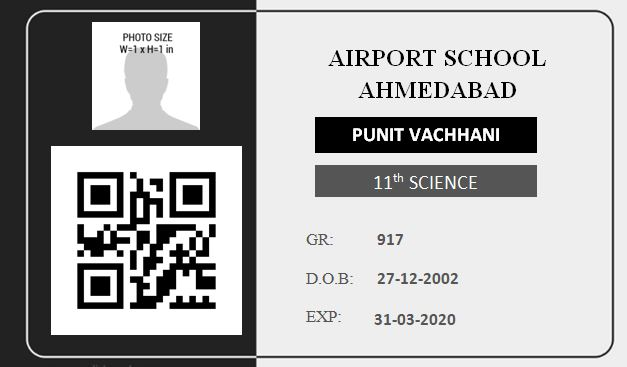 PHOTO SIZE
W=1 x H=1 in
AIRPORT SCHOOL
AHMEDABAD
PUNIT VACHHANI
11th SCIENCE
GR: 917
D.O.B: 27-12-2002
EXP: 31-03-2020